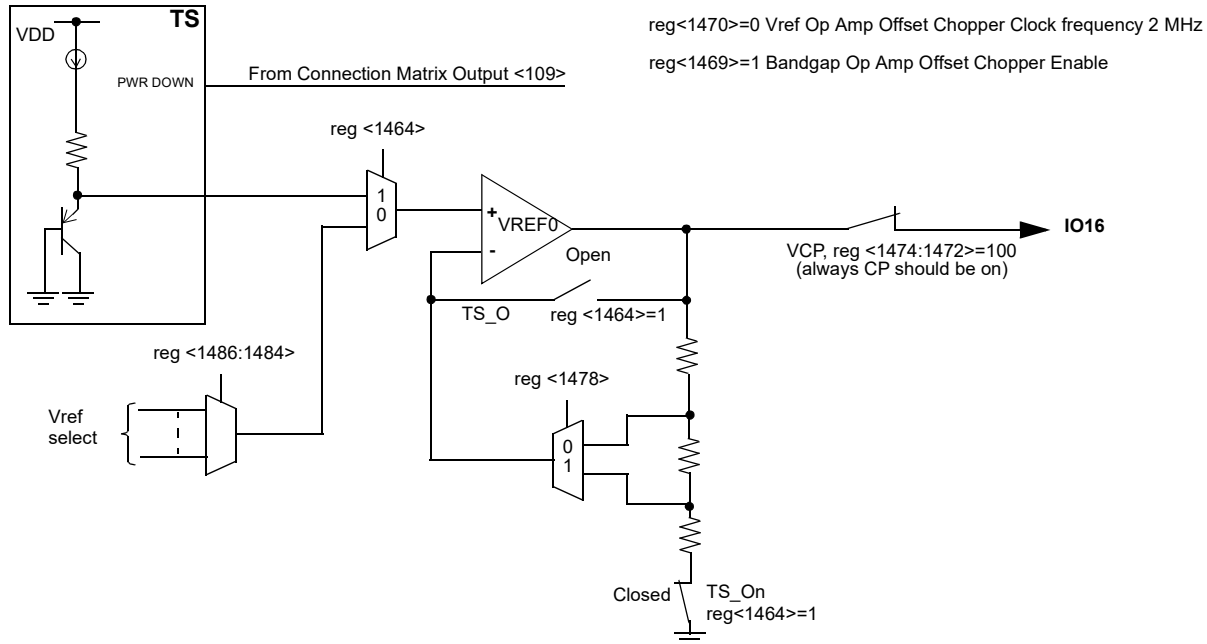 TS
VDD
PWR DOWN
From Connection Matrix Output <109>
reg<1470>=0 Vref Op Amp Offset Chopper Clock frequency 2 MHz
reg<1469>=1 Bandgap Op Amp Offset Chopper Enable
reg <1464>
1
0
+
VREF0
-
Open
IO16
VCP, reg <1474:1472>=100
(always CP should be on)
TS_O
reg <1464>=1
reg <1486:1484>
reg <1478>
Vref
select
0
1
Closed
TS_On
reg<1464>=1